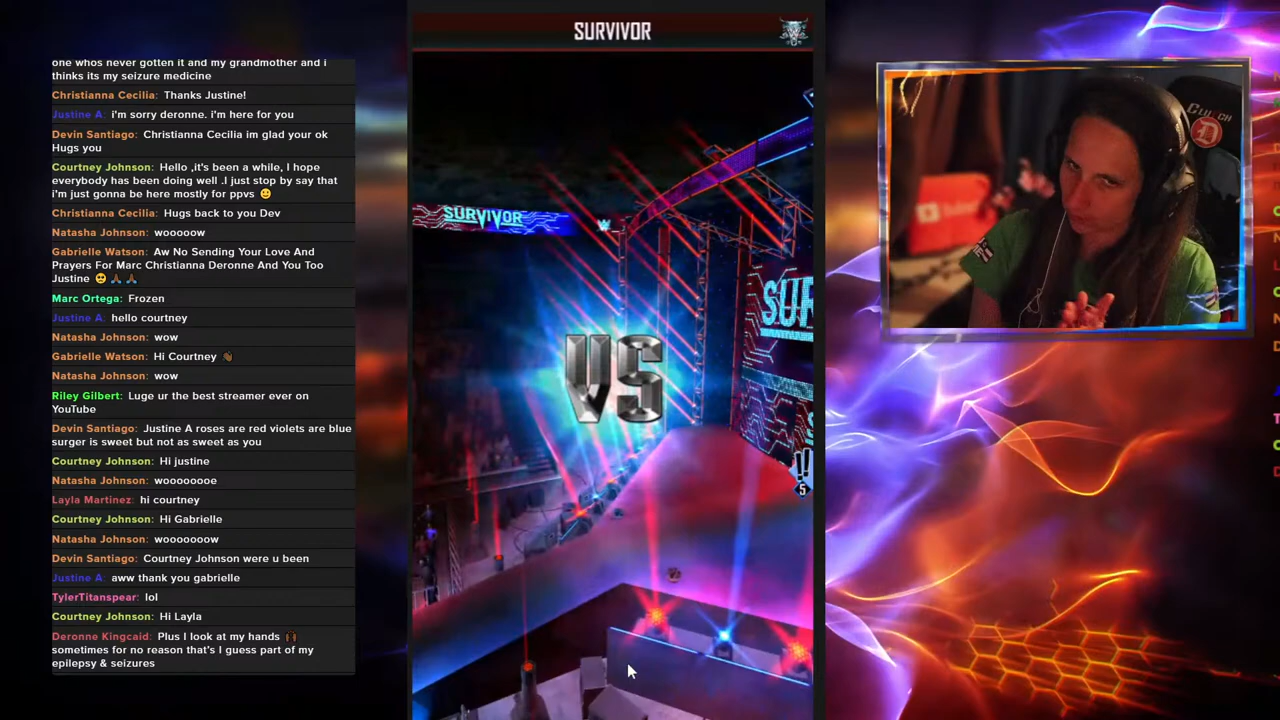 one whos never gotten it and my grandmother and i
thinks its my seizure medicine
Christianna Cecilia: Thanks Justine!
Justine A: i'm sorry deronne. i'm here for you
Devin Santiago: Christianna Cecilia im glad your ok
Hugs you
Courtney Johnson: Hello ,it's been a while, I hope
everybody has been doing well .I just stop by say that
i'm just gonna be here mostly for ppvs 🙂
Christianna Cecilia: Hugs back to you Dev
Natasha Johnson: wooooow
Gabrielle Watson: Aw No Sending Your Love And
Prayers For Marc Christianna Deronne And You Too
Justine 🙁 🙏🏾 🙏🏾
Marc Ortega: Frozen
Justine A: hello courtney
Natasha Johnson: wow
Gabrielle Watson: Hi Courtney 👋🏾
Natasha Johnson: wow
Riley Gilbert: Luge ur the best streamer ever on
YouTube
Devin Santiago: Justine A roses are red violets are blue
surger is sweet but not as sweet as you
Courtney Johnson: Hi justine
Natasha Johnson: woooooooe
Layla Martinez: hi courtney
Courtney Johnson: Hi Gabrielle
Natasha Johnson: woooooooow
Devin Santiago: Courtney Johnson were u been
Justine A: aww thank you gabrielle
TylerTitanspear: lol
Courtney Johnson: Hi Layla
Deronne Kingcaid: Plus I look at my hands
sometimes for no reason that's I guess part of my
epilepsy & seizures
SURVIVOR
SURVIVOR
SUR
VS
!!
5
CLUTCH
D